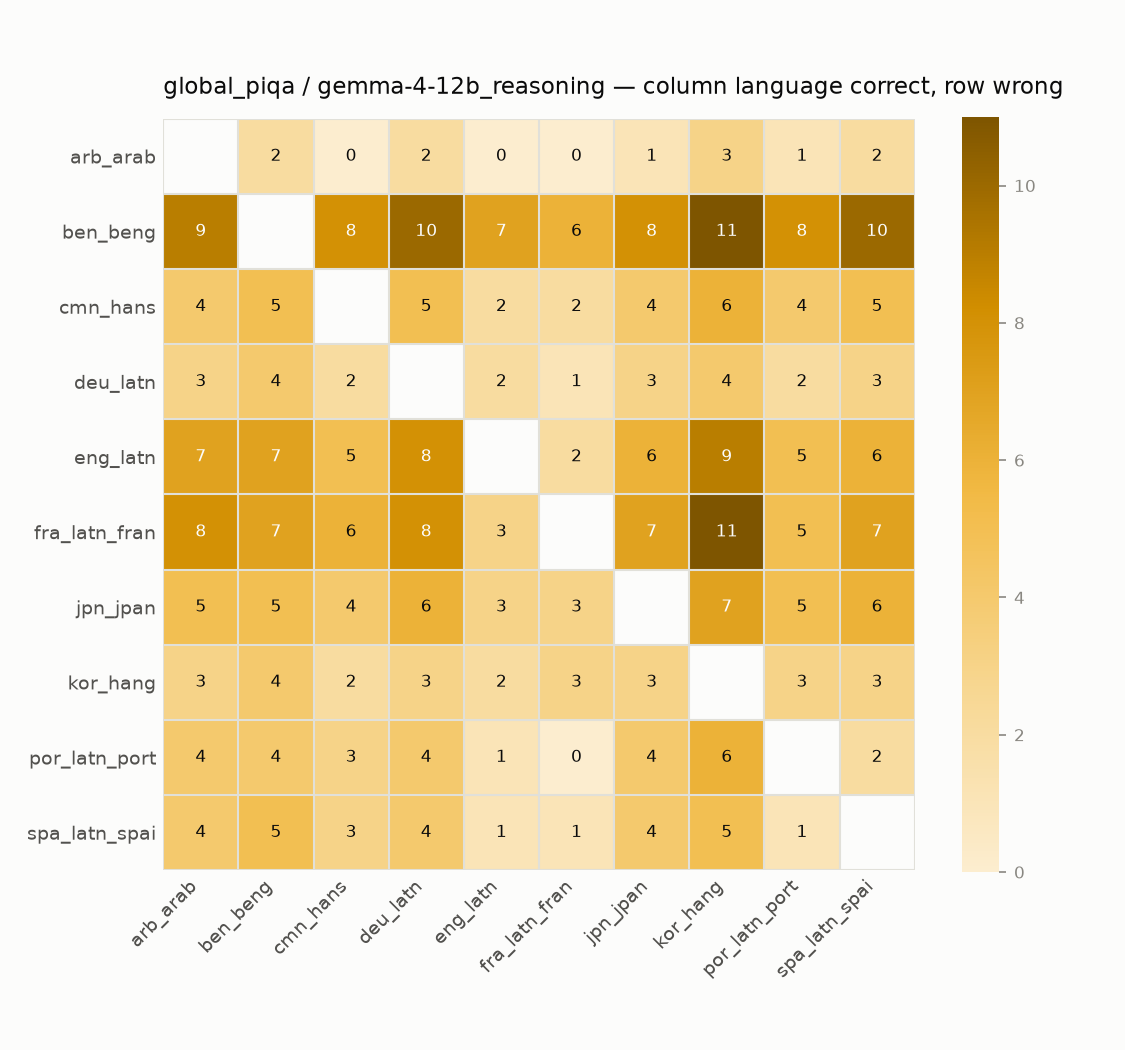 global_piqa / gemma-4-12b_reasoning — column language correct, row wrong
arb_arab 2 0 2 0 0 1 3 1 2
ben_beng 9 8 10 7 6 8 11 8 10
cmn_hans 4 5 5 2 2 4 6 4 5
deu_latn 3 4 2 2 1 3 4 2 3
eng_latn 7 7 5 8 2 6 9 5 6
fra_latn_fran 8 7 6 8 3 7 11 5 7
jpn_jpan 5 5 4 6 3 3 7 5 6
kor_hang 3 4 2 3 2 3 3 3 3
por_latn_port 4 4 3 4 1 0 4 6 2
spa_latn_spai 4 5 3 4 1 1 4 5 1
arb_arab ben_beng cmn_hans deu_latn eng_latn fra_latn_fran jpn_jpan kor_hang por_latn_port spa_latn_spai
10
8
6
4
2
0